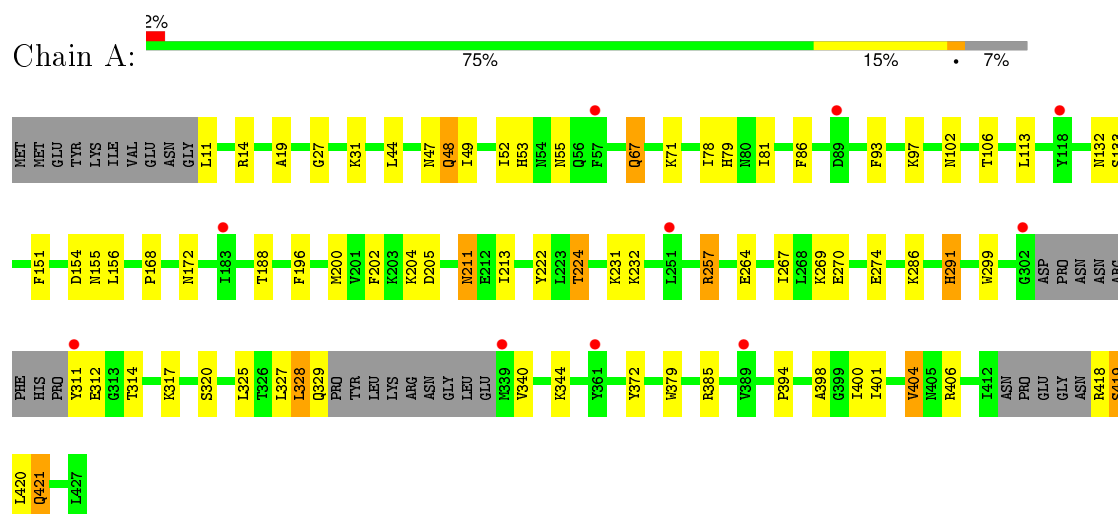 2%
Chain A:
75% 15% • 7%
MET MET GLU TYR LYS ILE VAL GLU ASN GLY L11 R14 A19 G27 K31 L44 N47 Q48 I49 I52 H53 N54 N55 Q56 F57 Q67 K71 I78 H79 N80 I81 F86 D89 F93 K97 N102 T106 L113 Y118 N132 S133
F151 D154 N155 L156 P168 N172 I183 T188 F196 M200 V201 F202 K203 K204 D205 N211 E212 I213 Y222 L223 T224 K231 K232 L251 R257 E264 I267 L268 K269 E270 E274 K286 H291 W299 G302 ASP PRO ASN ASN ARG
PHE HIS PRO Y311 E312 G313 T314 K317 S320 L325 T326 L327 L328 Q329 PRO TYR LEU LYS ARG ASN GLY LEU GLU M339 V340 K344 Y361 Y372 W379 R385 V389 P394 A398 G399 I400 I401 V404 N405 R406 I412 ASN PRO GLU GLY ASN R418 S419
L420 Q421 L427